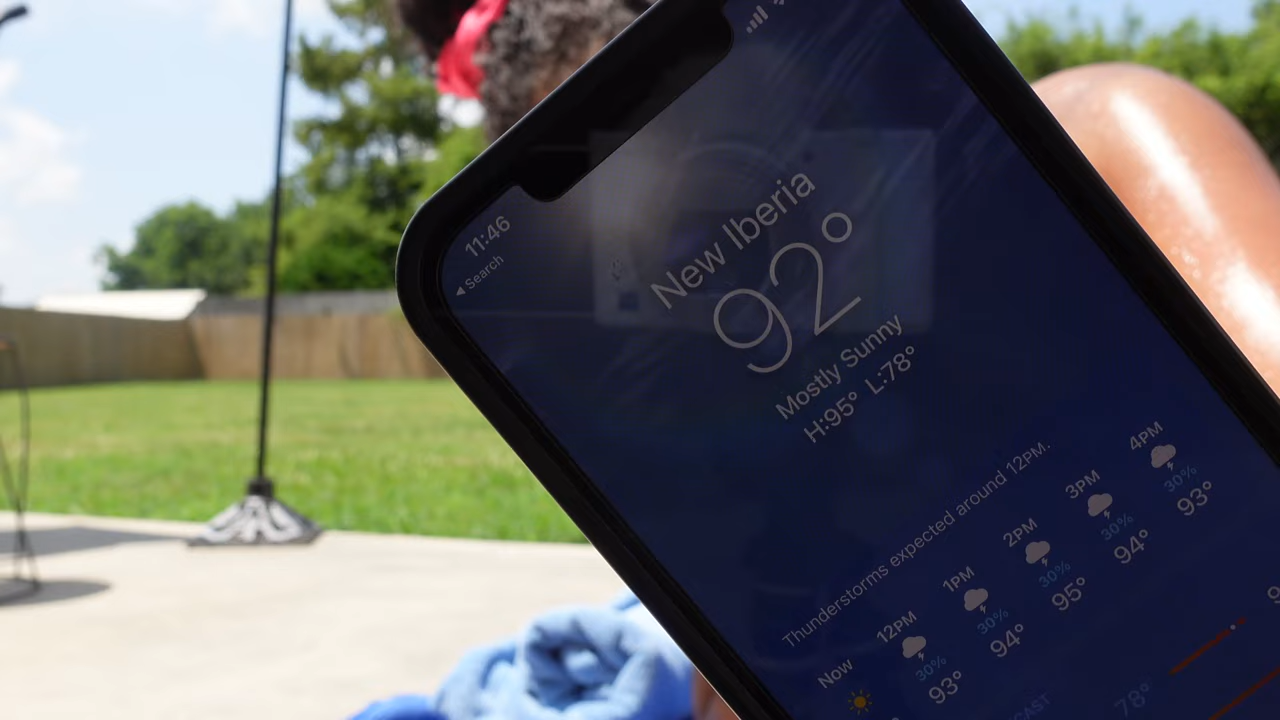 11:46
◀ Search
New Iberia
92°
Mostly Sunny
H:95° L:78°
Thunderstorms expected around 12PM.
Now 12PM 1PM 2PM 3PM 4PM
30% 30% 30% 30% 30%
93° 94° 95° 94° 93°
78°